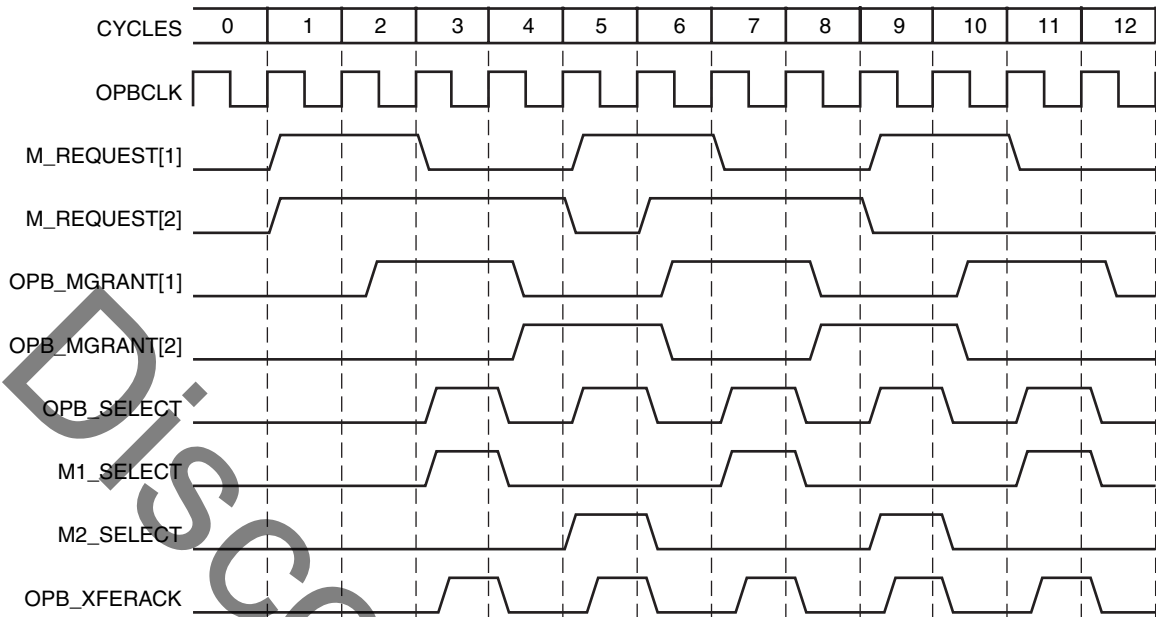 CYCLES 0 1 2 3 4 5 6 7 8 9 10 11 12
OPBCLK
M_REQUEST[1]
M_REQUEST[2]
OPB_MGRANT[1]
OPB_MGRANT[2]
OPB_SELECT
M1_SELECT
M2_SELECT
OPB_XFERACK